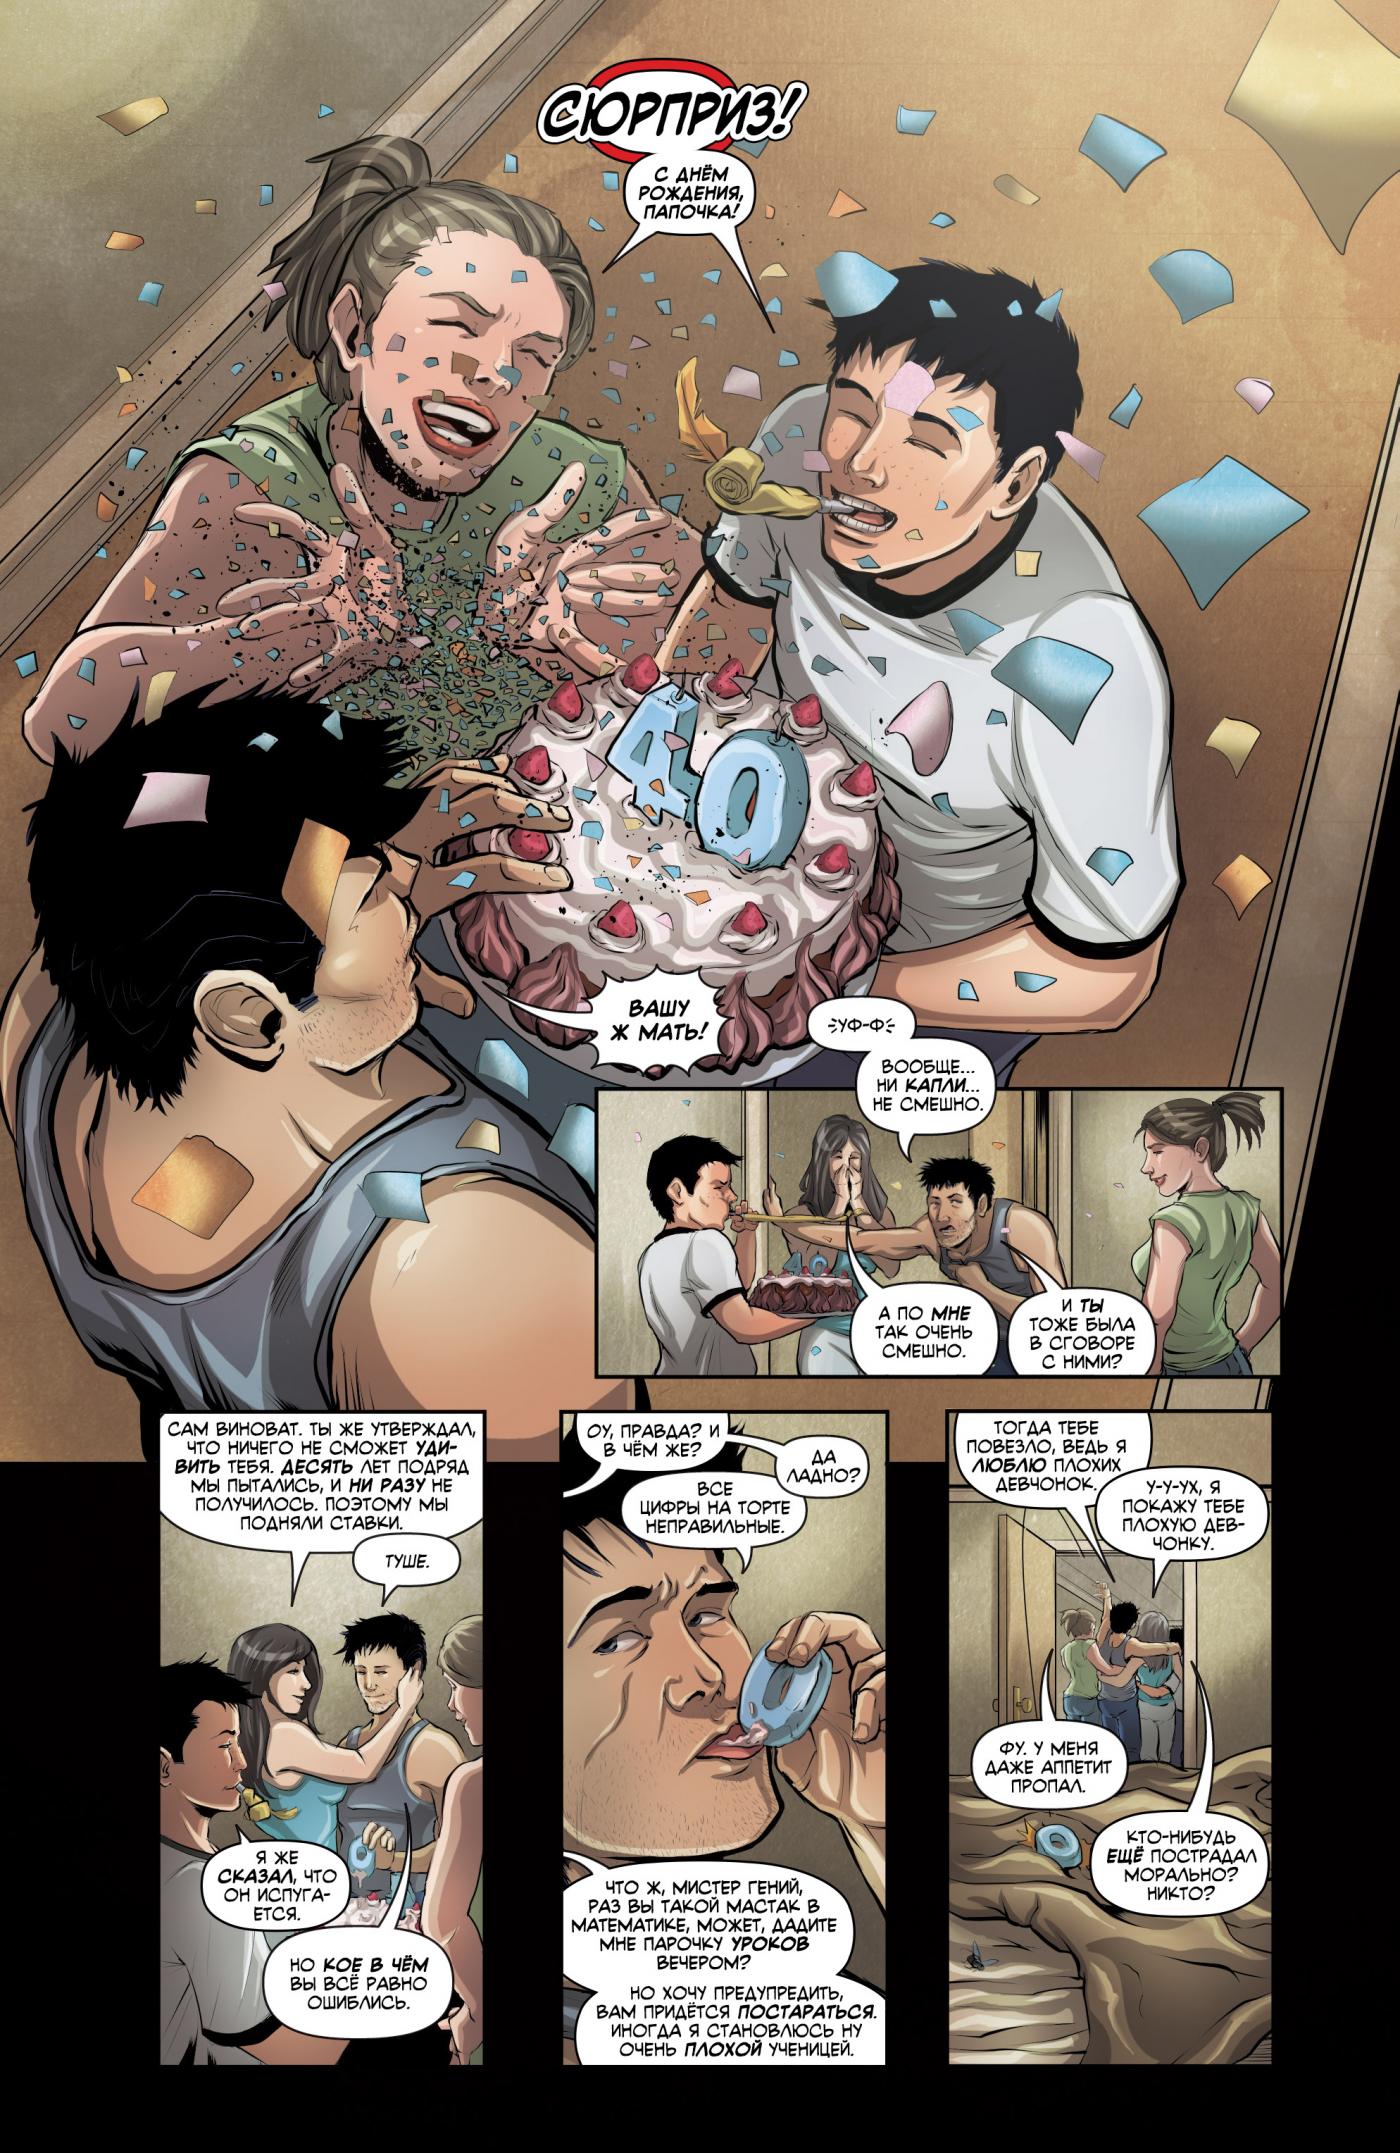 СЮРПРИЗ!
С ДНЁМ
РОЖДЕНИЯ,
ПАПОЧКА!
40
ВАШУ
Ж МАТЬ!
УФ-Ф
ВООБЩЕ...
НИ КАПЛИ...
НЕ СМЕШНО.
40
А ПО МНЕ
ТАК ОЧЕНЬ
СМЕШНО.
И ТЫ
ТОЖЕ БЫЛА
В СГОВОРЕ
С НИМИ?
САМ ВИНОВАТ. ТЫ ЖЕ УТВЕРЖДАЛ,
ЧТО НИЧЕГО НЕ СМОЖЕТ УДИ-
ВИТЬ ТЕБЯ. ДЕСЯТЬ ЛЕТ ПОДРЯД
МЫ ПЫТАЛИСЬ, И НИ РАЗУ НЕ
ПОЛУЧИЛОСЬ. ПОЭТОМУ МЫ
ПОДНЯЛИ СТАВКИ.
ТУШЕ.
Я ЖЕ
СКАЗАЛ, ЧТО
ОН ИСПУГА-
ЕТСЯ.
НО КОЕ В ЧЁМ
ВЫ ВСЁ РАВНО
ОШИБЛИСЬ.
ОУ, ПРАВДА? И
В ЧЁМ ЖЕ?
ВСЕ
ЦИФРЫ НА ТОРТЕ
НЕПРАВИЛЬНЫЕ.
ДА
ЛАДНО?
ЧТО Ж, МИСТЕР ГЕНИЙ,
РАЗ ВЫ ТАКОЙ МАСТАК В
МАТЕМАТИКЕ, МОЖЕТ, ДАДИТЕ
МНЕ ПАРОЧКУ УРОКОВ
ВЕЧЕРОМ?
НО ХОЧУ ПРЕДУПРЕДИТЬ,
ВАМ ПРИДЁТСЯ ПОСТАРАТЬСЯ.
ИНОГДА Я СТАНОВЛЮСЬ НУ
ОЧЕНЬ ПЛОХОЙ УЧЕНИЦЕЙ.
ТОГДА ТЕБЕ
ПОВЕЗЛО, ВЕДЬ Я
ЛЮБЛЮ ПЛОХИХ
ДЕВЧОНОК.
У-У-УХ, Я
ПОКАЖУ ТЕБЕ
ПЛОХУЮ ДЕВ-
ЧОНКУ.
ФУ. У МЕНЯ
ДАЖЕ АППЕТИТ
ПРОПАЛ.
КТО-НИБУДЬ
ЕЩЁ ПОСТРАДАЛ
МОРАЛЬНО?
НИКТО?